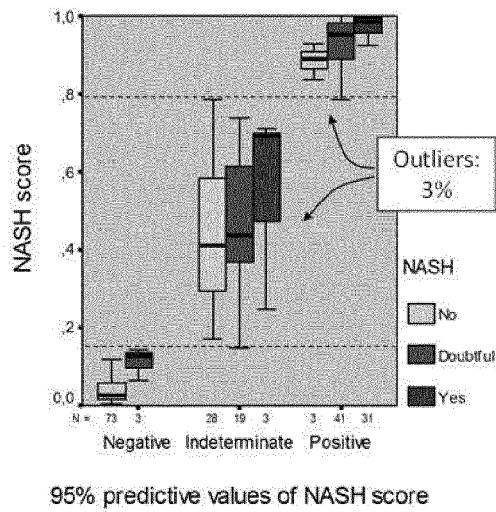 1,0
,8
,6
,4
,2
0,0
NASH score
Outliers:
3%
NASH
No
Doubtful
Yes
N = 73 3 28 19 3 3 41 31
Negative Indeterminate Positive
95% predictive values of NASH score